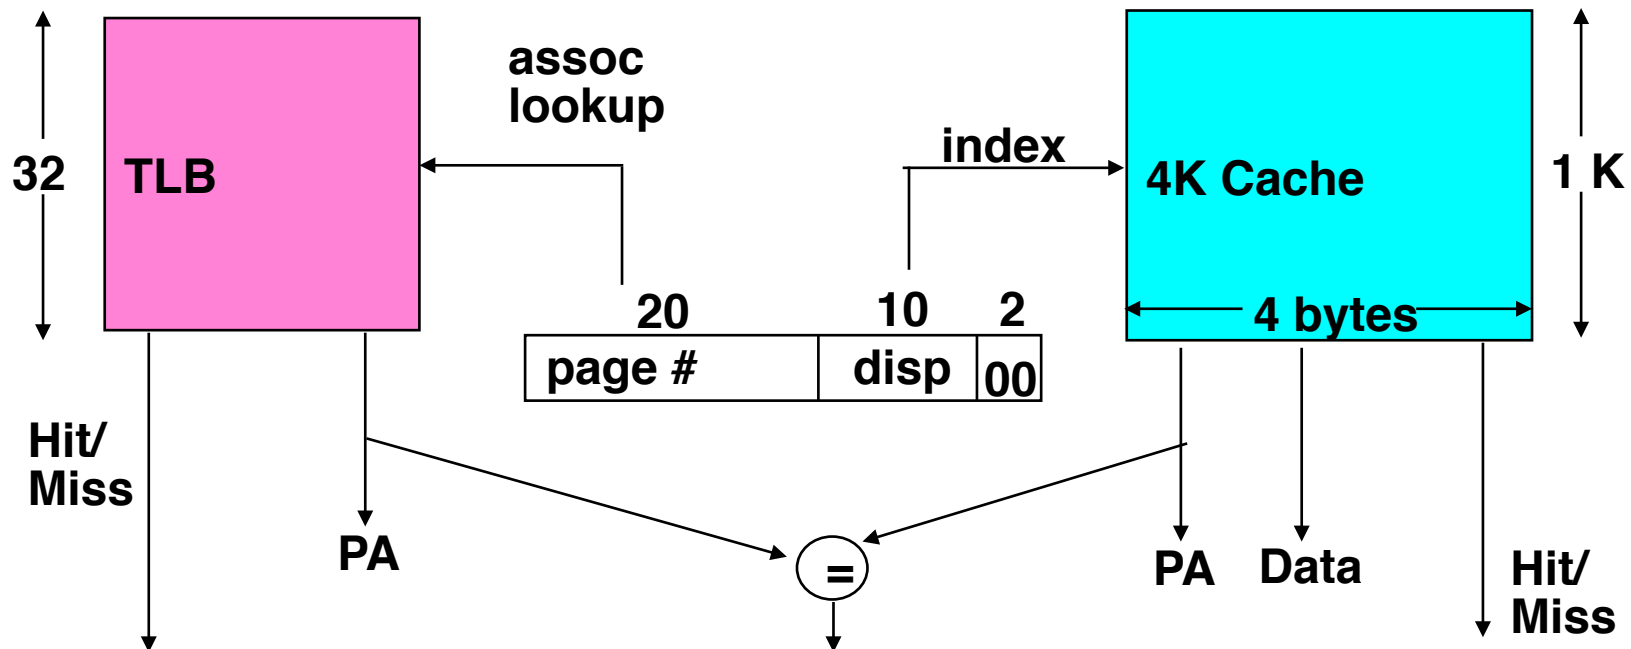 assoc
lookup
index
32
TLB
4K Cache
1 K
20
10
2
4 bytes
page #
disp
00
Hit/
Miss
PA
=
PA
Data
Hit/
Miss